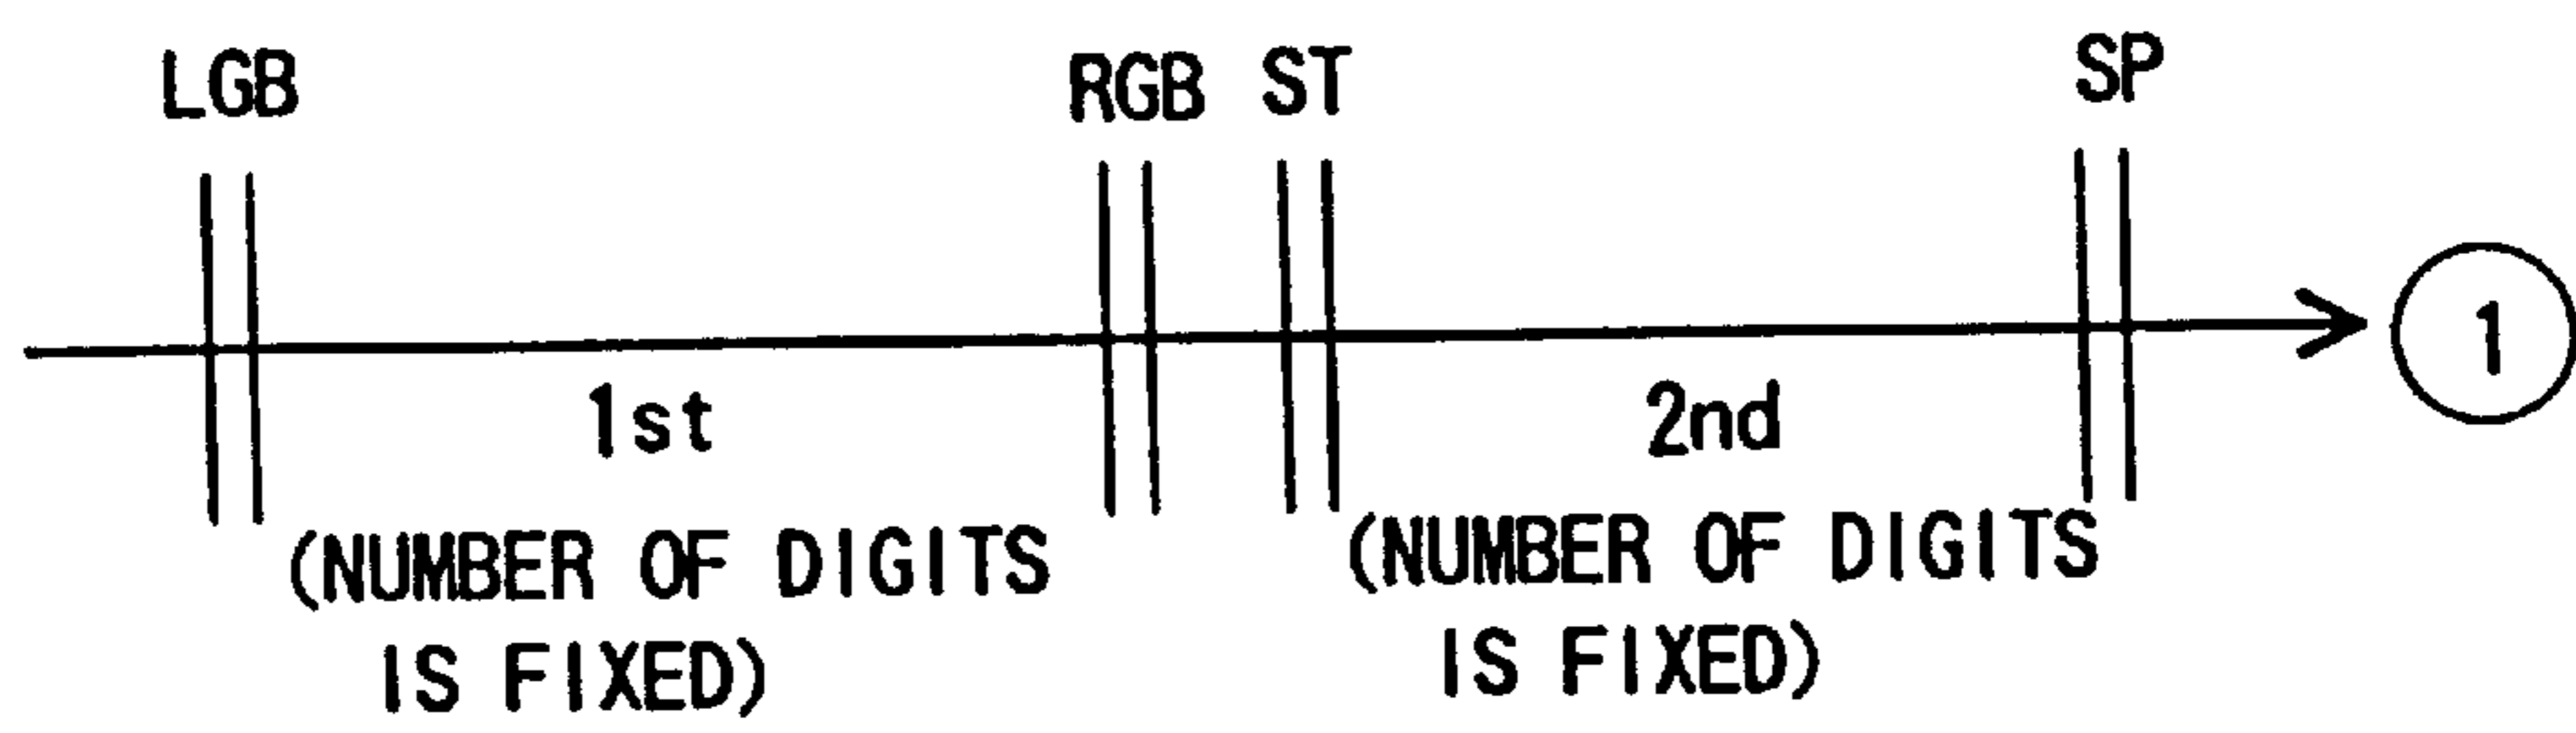 LGB RGB ST SP
1
1st 2nd
(NUMBER OF DIGITS (NUMBER OF DIGITS
IS FIXED) IS FIXED)